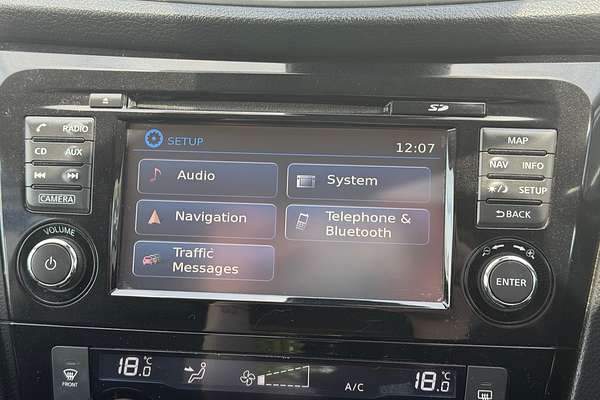 SD
RADIO
CD AUX
CAMERA
VOLUME
SETUP
12:07
Audio
System
Navigation
Telephone &
Bluetooth
Traffic
Messages
MAP
NAV INFO
SETUP
BACK
ENTER
FRONT
18.0 °C
A/C
18.0 °C